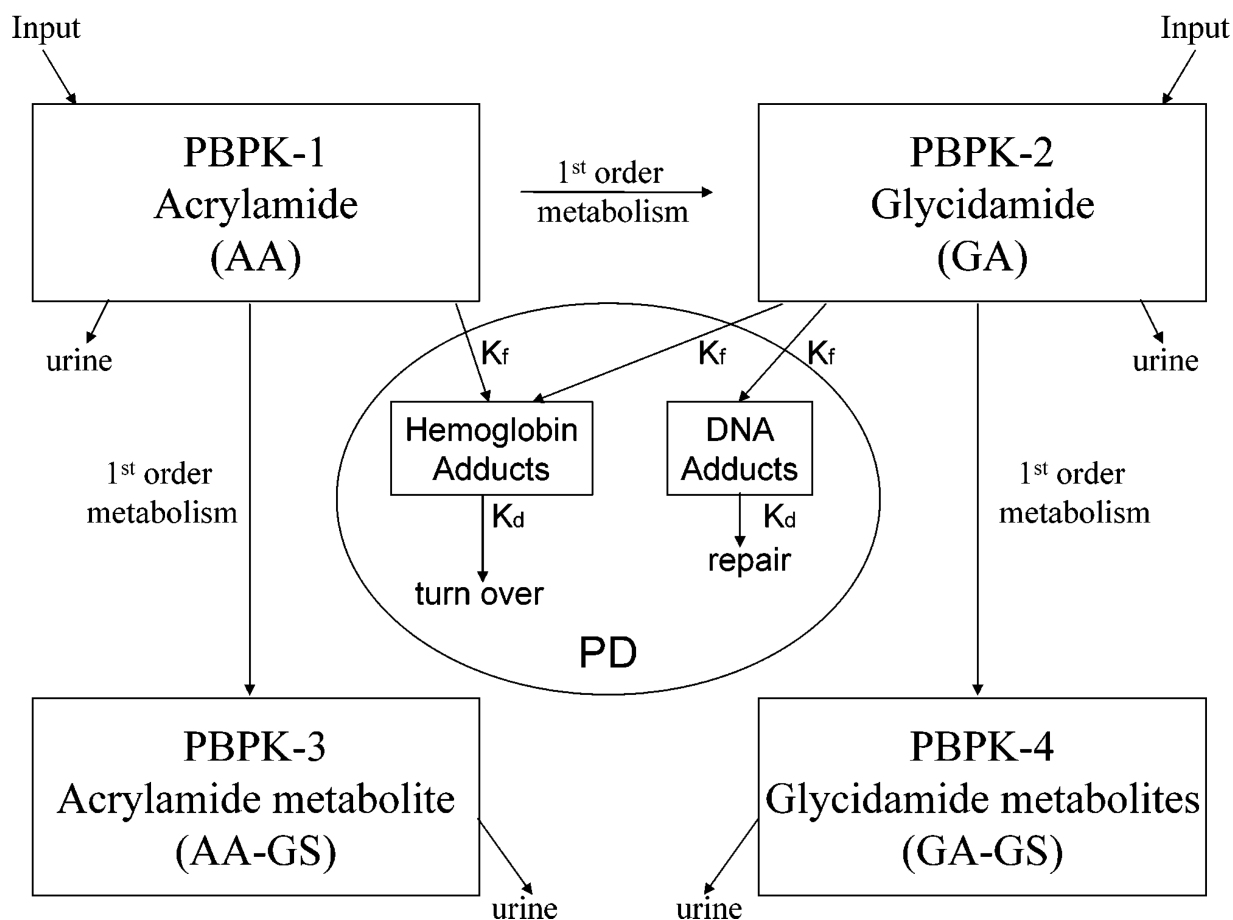 Input
Input
PBPK-1
Acrylamide
(AA)
1st order
metabolism
PBPK-2
Glycidamide
(GA)
urine
urine
Kf
Kf
Kf
Hemoglobin
Adducts
DNA
Adducts
1st order
metabolism
1st order
metabolism
Kd
Kd
repair
turn over
PD
PBPK-3
Acrylamide metabolite
(AA-GS)
PBPK-4
Glycidamide metabolites
(GA-GS)
urine
urine